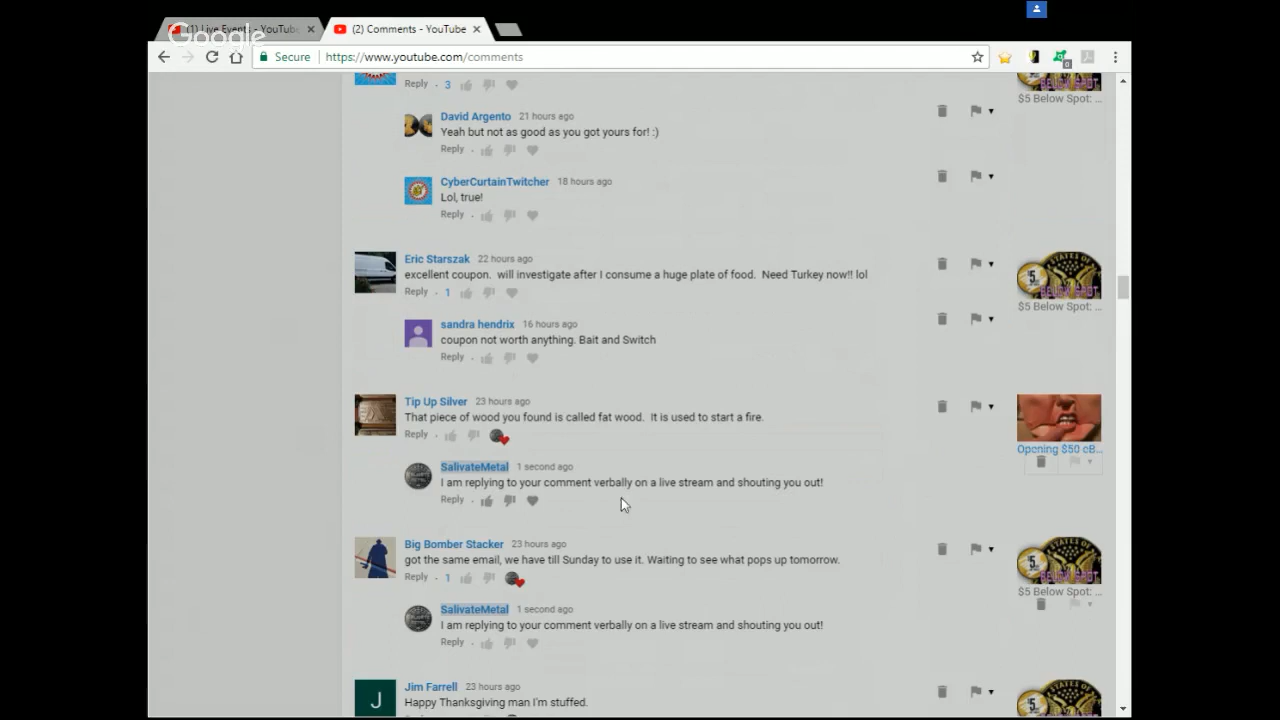 (1) Live Events - YouTube
(2) Comments - YouTube
Google
Secure
https://www.youtube.com/comments
0
Reply · 3
$5 Below Spot: ...
David Argento 21 hours ago
Yeah but not as good as you got yours for! :)
Reply ·
CyberCurtainTwitcher 18 hours ago
Lol, true!
Reply ·
Eric Starszak 22 hours ago
excellent coupon. will investigate after I consume a huge plate of food. Need Turkey now!! lol
Reply · 1
$5 Below Spot: ...
sandra hendrix 16 hours ago
coupon not worth anything. Bait and Switch
Reply ·
Tip Up Silver 23 hours ago
That piece of wood you found is called fat wood. It is used to start a fire.
Reply ·
Opening $50 eB...
SalivateMetal 1 second ago
I am replying to your comment verbally on a live stream and shouting you out!
Reply ·
Big Bomber Stacker 23 hours ago
got the same email, we have till Sunday to use it. Waiting to see what pops up tomorrow.
Reply · 1
$5 Below Spot: ...
SalivateMetal 1 second ago
I am replying to your comment verbally on a live stream and shouting you out!
Reply ·
J
Jim Farrell 23 hours ago
Happy Thanksgiving man I'm stuffed.